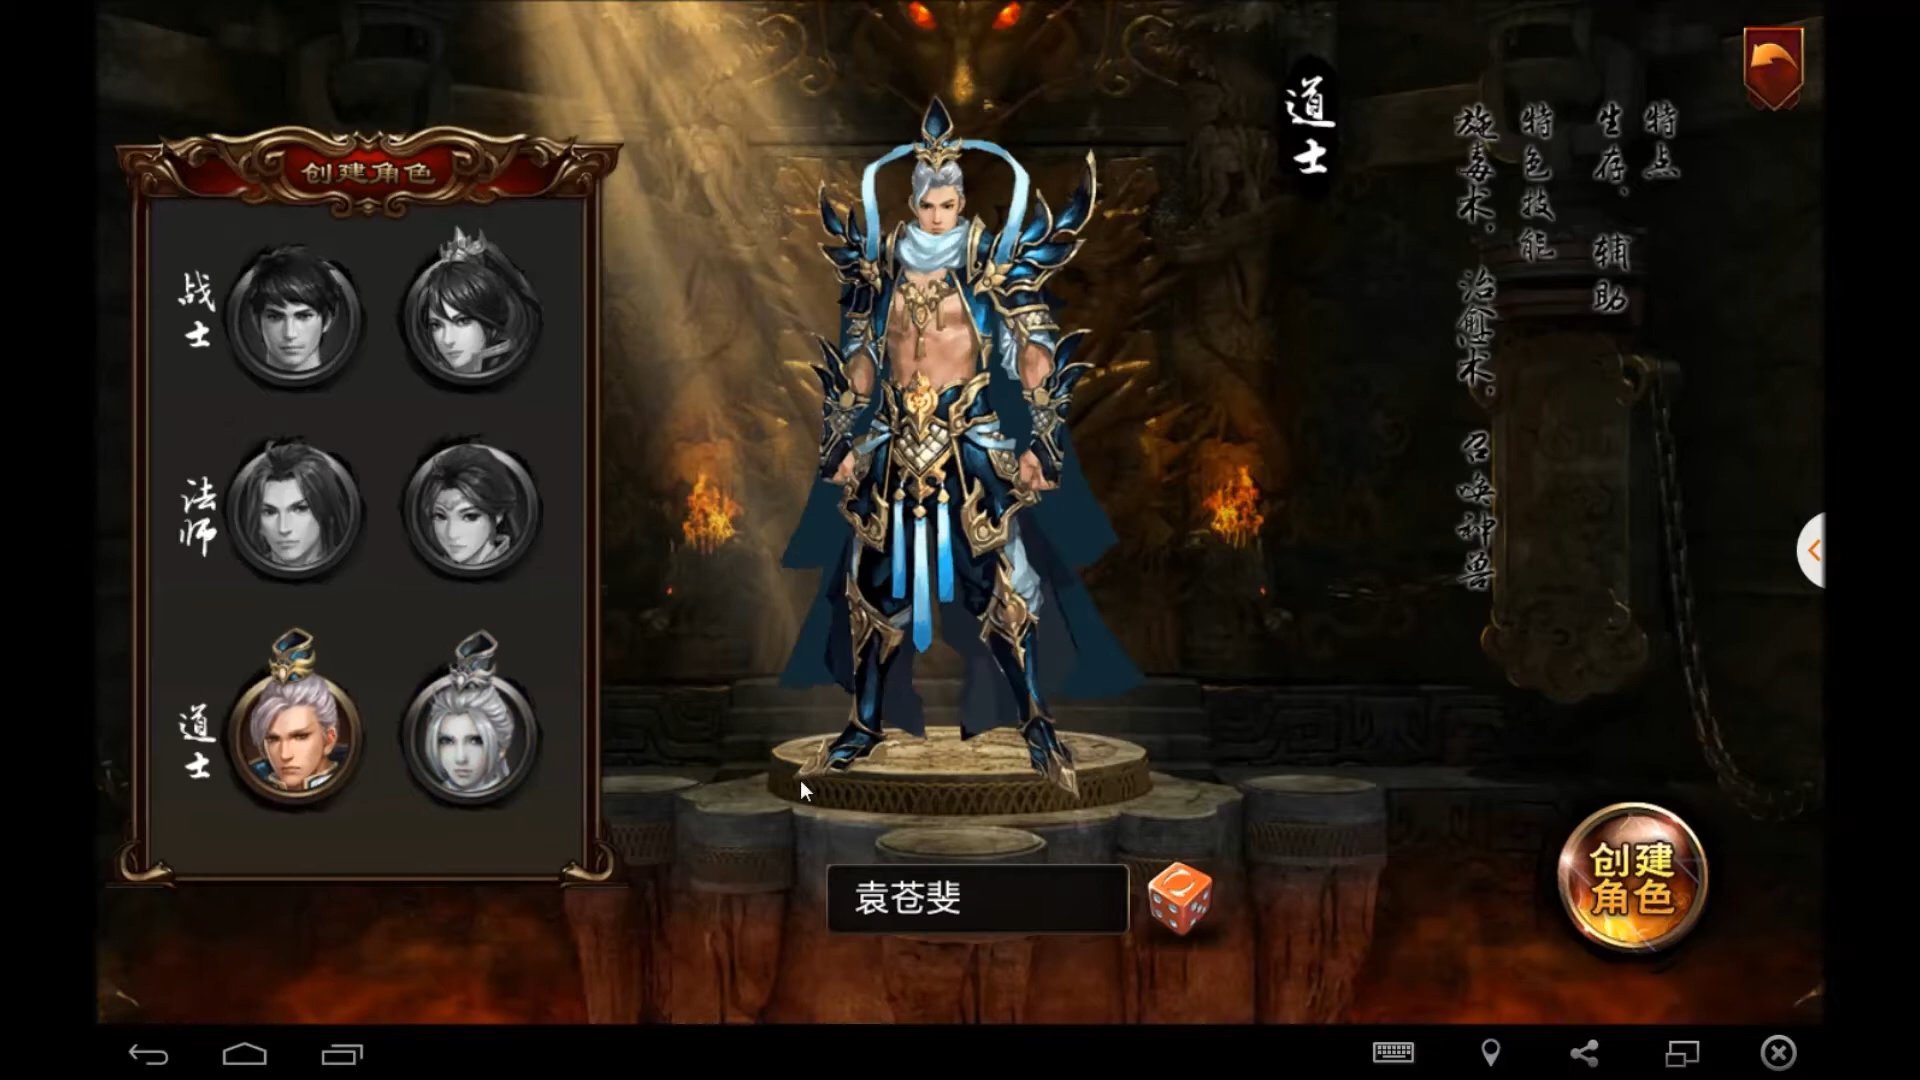 创建角色
战士
法师
道士
道士
特点
生存、辅助
特色技能
施毒术，治愈术，召唤神兽
袁苍斐
创建
角色